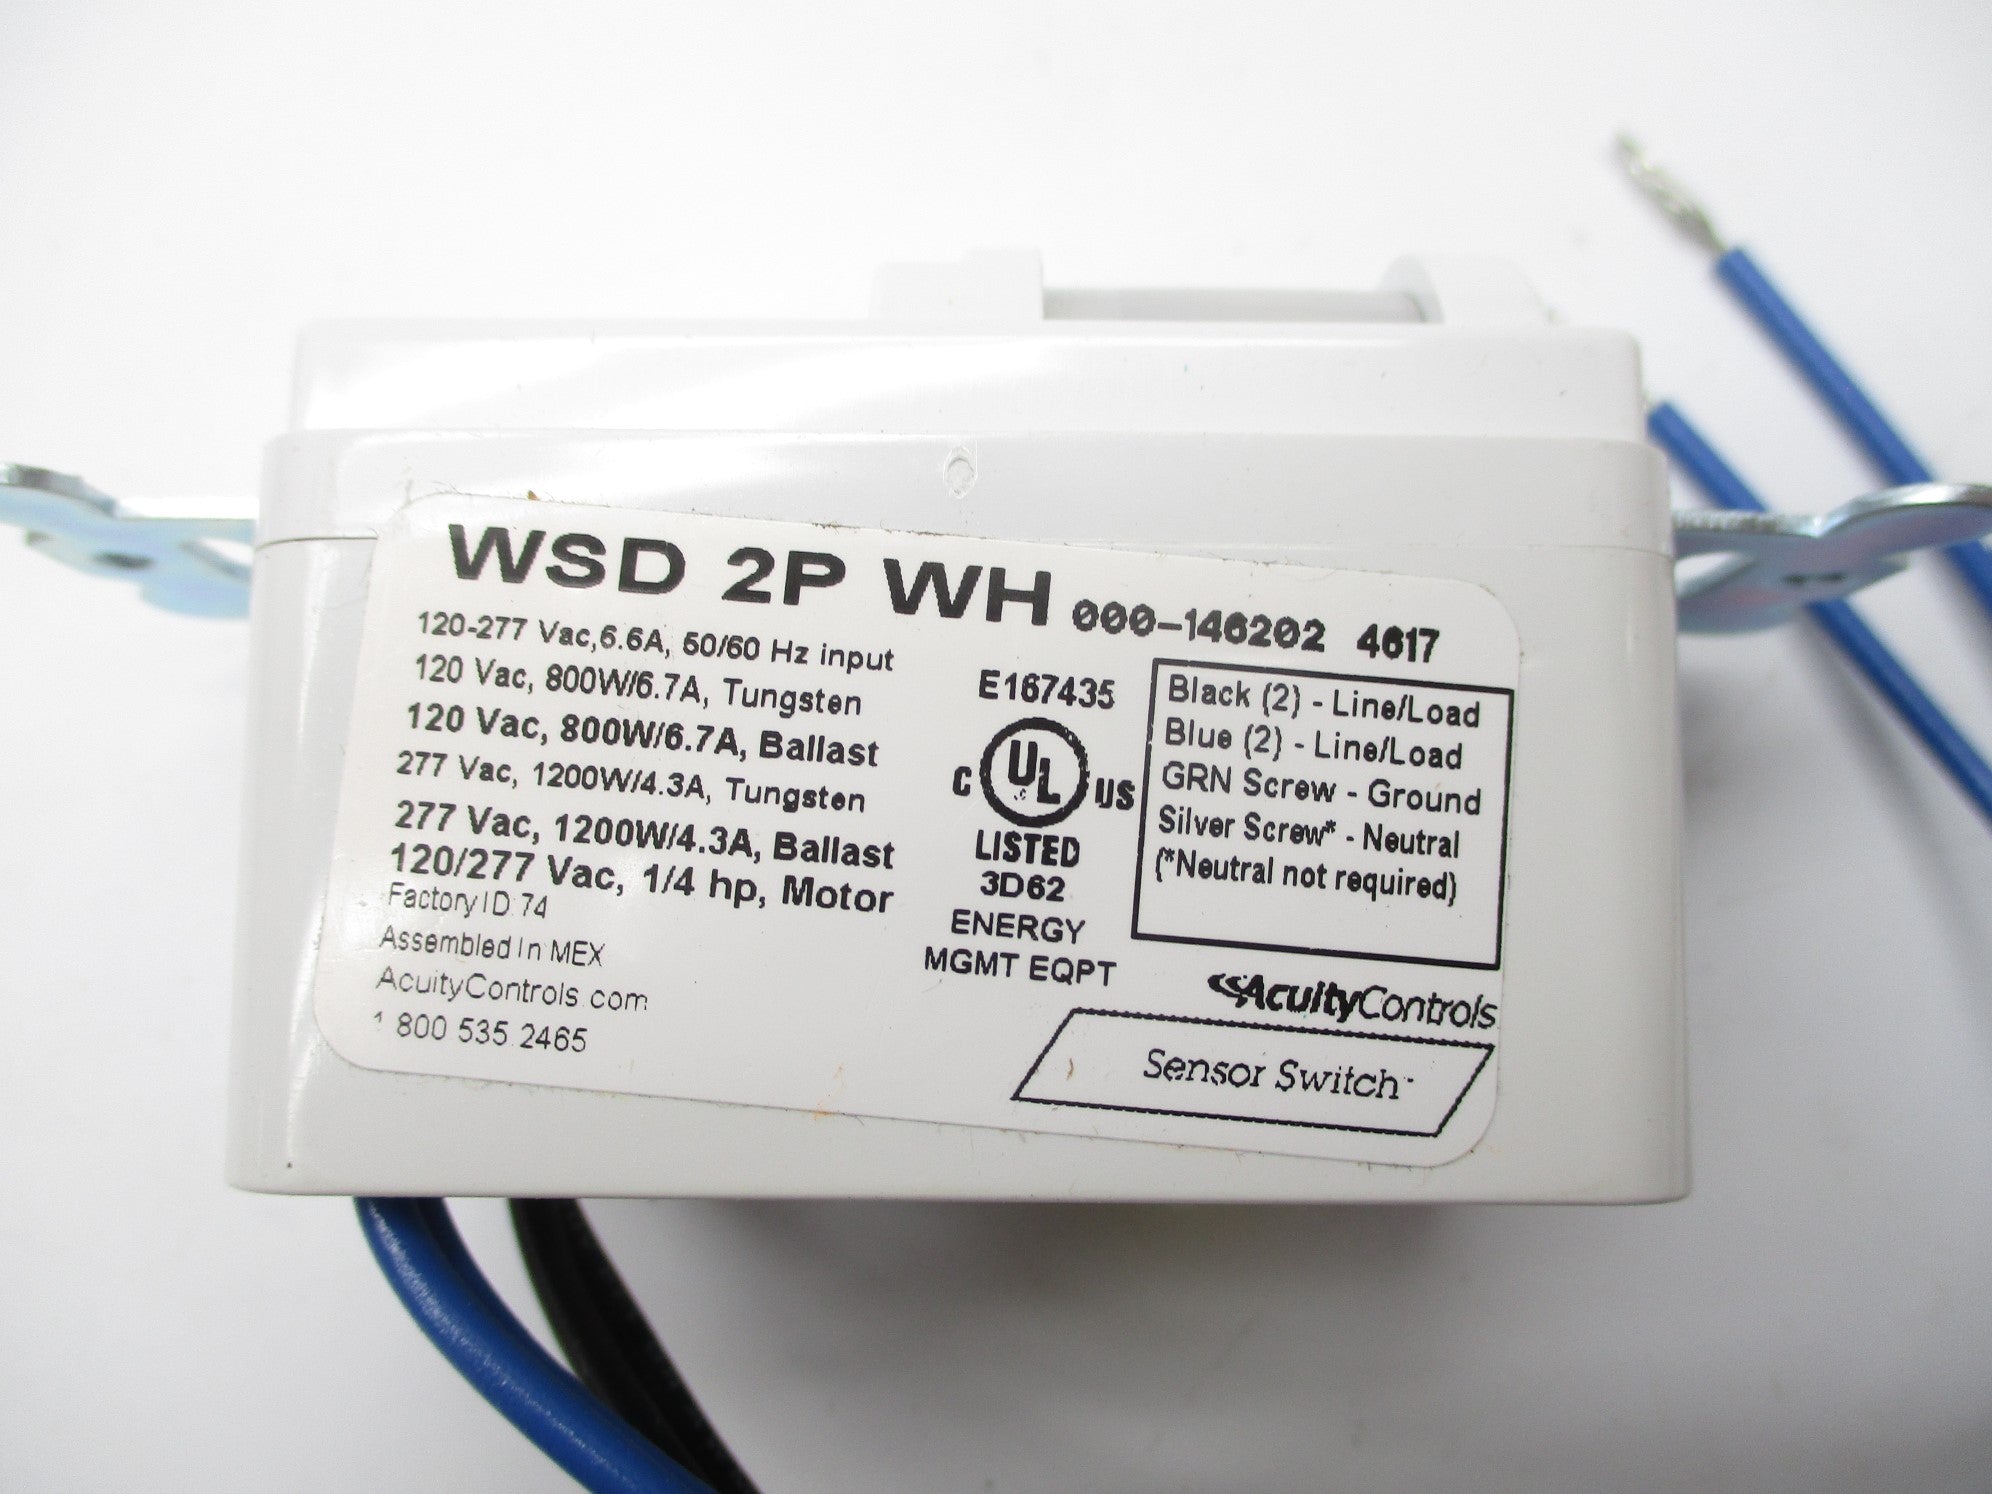 WSD 2P WH 000-146202 4617
120-277 Vac,6.6A, 50/60 Hz input
120 Vac, 800W/6.7A, Tungsten
120 Vac, 800W/6.7A, Ballast
277 Vac, 1200W/4.3A, Tungsten
277 Vac, 1200W/4.3A, Ballast
120/277 Vac, 1/4 hp, Motor
Factory ID:74
Assembled In MEX
AcuityControls.com
1 800 535.2465
E167435
C UL US
LISTED
3D62
ENERGY
MGMT EQPT
Black (2) - Line/Load
Blue (2) - Line/Load
GRN Screw - Ground
Silver Screw* - Neutral
(*Neutral not required)
AcuityControls
Sensor Switch™